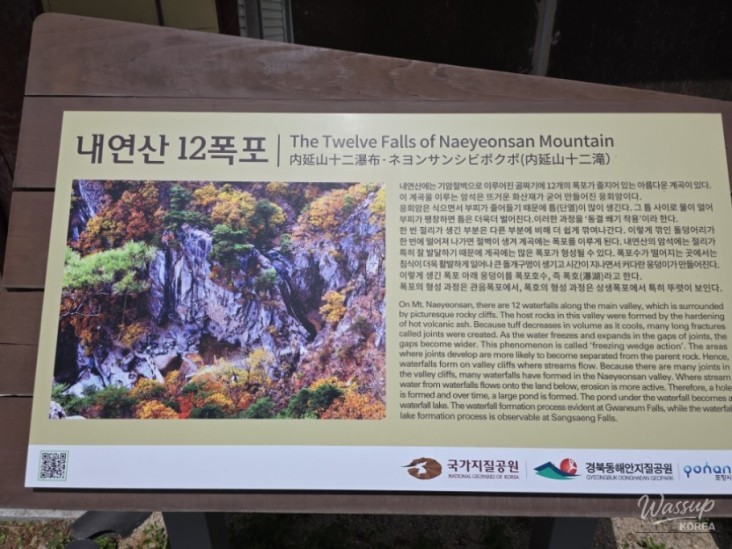 내연산 12폭포
The Twelve Falls of Naeyeonsan Mountain
内延山十二瀑布·ネヨンサンシビポクポ(内延山十二滝)
내연산에는 기암절벽으로 이루어진 골짜기에 12개의 폭포가 줄지어 있는 아름다운 계곡이 있다.
이 계곡을 이루는 암석은 뜨거운 화산재가 굳어 만들어진 응회암이다.
응회암은 식으면서 부피가 줄어들기 때문에 틈(단열)이 많이 생긴다. 그 틈 사이로 물이 얼어
부피가 팽창하면 틈은 더욱더 벌어진다.이러한 과정을 '동결 쐐기 작용'이라 한다.
한 번 절리가 생긴 부분은 다른 부분에 비해 더 쉽게 깎여나간다. 이렇게 깎인 돌덩어리가
한 번에 떨어져 나가면 절벽이 생겨 계곡에는 폭포를 이루게 된다. 내연산의 암석에는 절리가
특히 잘 발달하기 때문에 계곡에는 많은 폭포가 형성될 수 있다. 폭포수가 떨어지는 곳에서는
침식이 더욱 활발하게 일어나 큰 돌개구멍이 생기고 시간이 지나면서 커다란 웅덩이가 만들어진다.
이렇게 생긴 폭포 아래 웅덩이를 폭포호수, 즉 폭호(瀑湖)라고 한다.
폭포의 형성 과정은 관음폭포에서, 폭호의 형성 과정은 상생폭포에서 특히 뚜렷이 보인다.
On Mt. Naeyeonsan, there are 12 waterfalls along the main valley, which is surrounded
by picturesque rocky cliffs. The host rocks in this valley were formed by the hardening
of hot volcanic ash. Because tuff decreases in volume as it cools, many long fractures
called joints were created. As the water freezes and expands in the gaps of joints, the
gaps become wider. This phenomenon is called 'freezing wedge action'. The areas
where joints develop are more likely to become separated from the parent rock. Hence,
waterfalls form on valley cliffs where streams flow. Because there are many joints in
the valley cliffs, many waterfalls have formed in the Naeyeonsan valley. Where stream
water from waterfalls flows onto the land below, erosion is more active. Therefore, a hole
is formed and over time, a large pond is formed. The pond under the waterfall becomes a
waterfall lake. The waterfall formation process evident at Gwaneum Falls, while the waterfall
lake formation process is observable at Sangsaeng Falls.
국가지질공원
NATIONAL GEOPARKS OF KOREA
경북동해안지질공원
GYEONGBUK DONGHAEAN GEOPARK
포항시
Wassup
KOREA